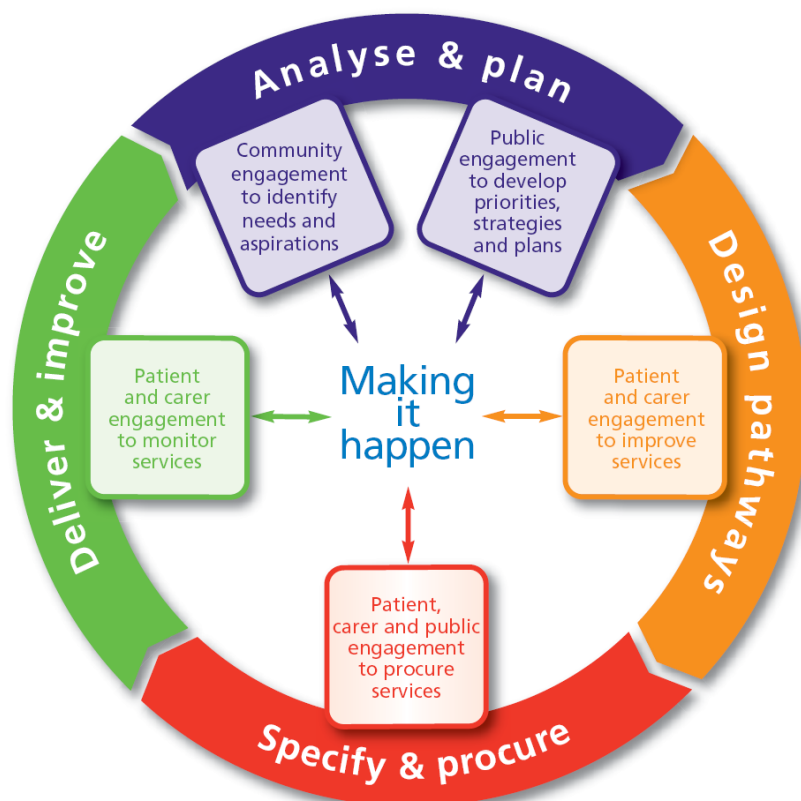 Analyse & plan
Community
engagement
to identify
needs and
aspirations
Public
engagement
to develop
priorities,
strategies
and plans
Design pathways
Patient
and carer
engagement
to improve
services
Specify & procure
Patient,
carer and public
engagement
to procure
services
Deliver & improve
Patient
and carer
engagement
to monitor
services
Making
it
happen